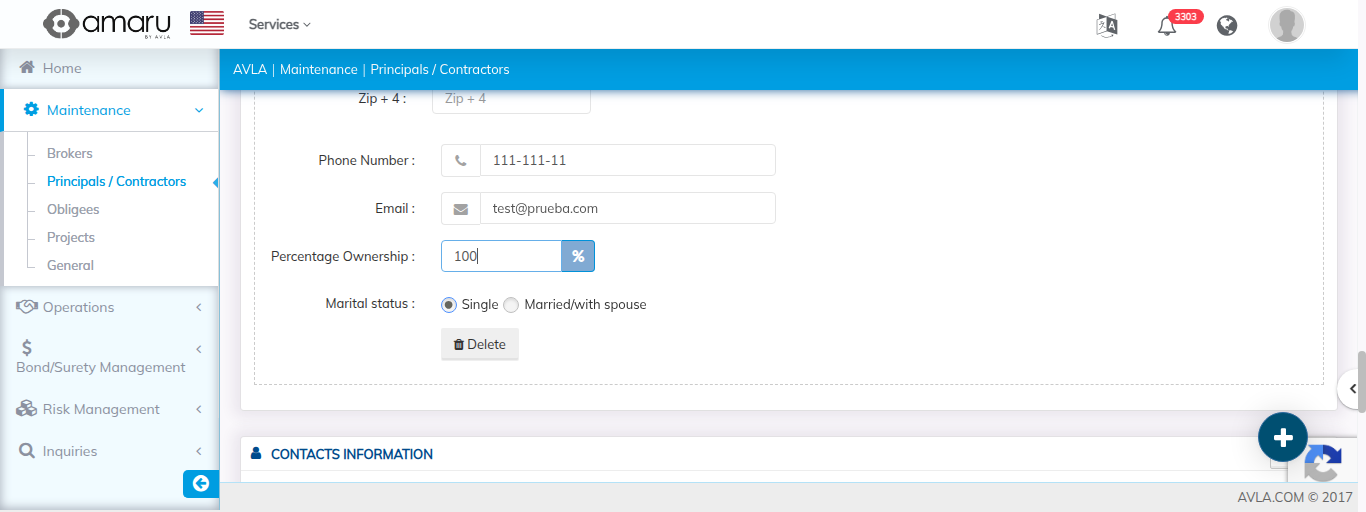 amaru
BY AVLA
Services
文A
3303
Home
AVLA | Maintenance | Principals / Contractors
Maintenance
Brokers
Principals / Contractors
Obligees
Projects
General
Operations
Bond/Surety Management
Risk Management
Inquiries
Zip + 4 : Zip + 4
Phone Number : 111-111-11
Email : test@prueba.com
Percentage Ownership : 100 %
Marital status : Single Married/with spouse
Delete
CONTACTS INFORMATION
AVLA.COM © 2017